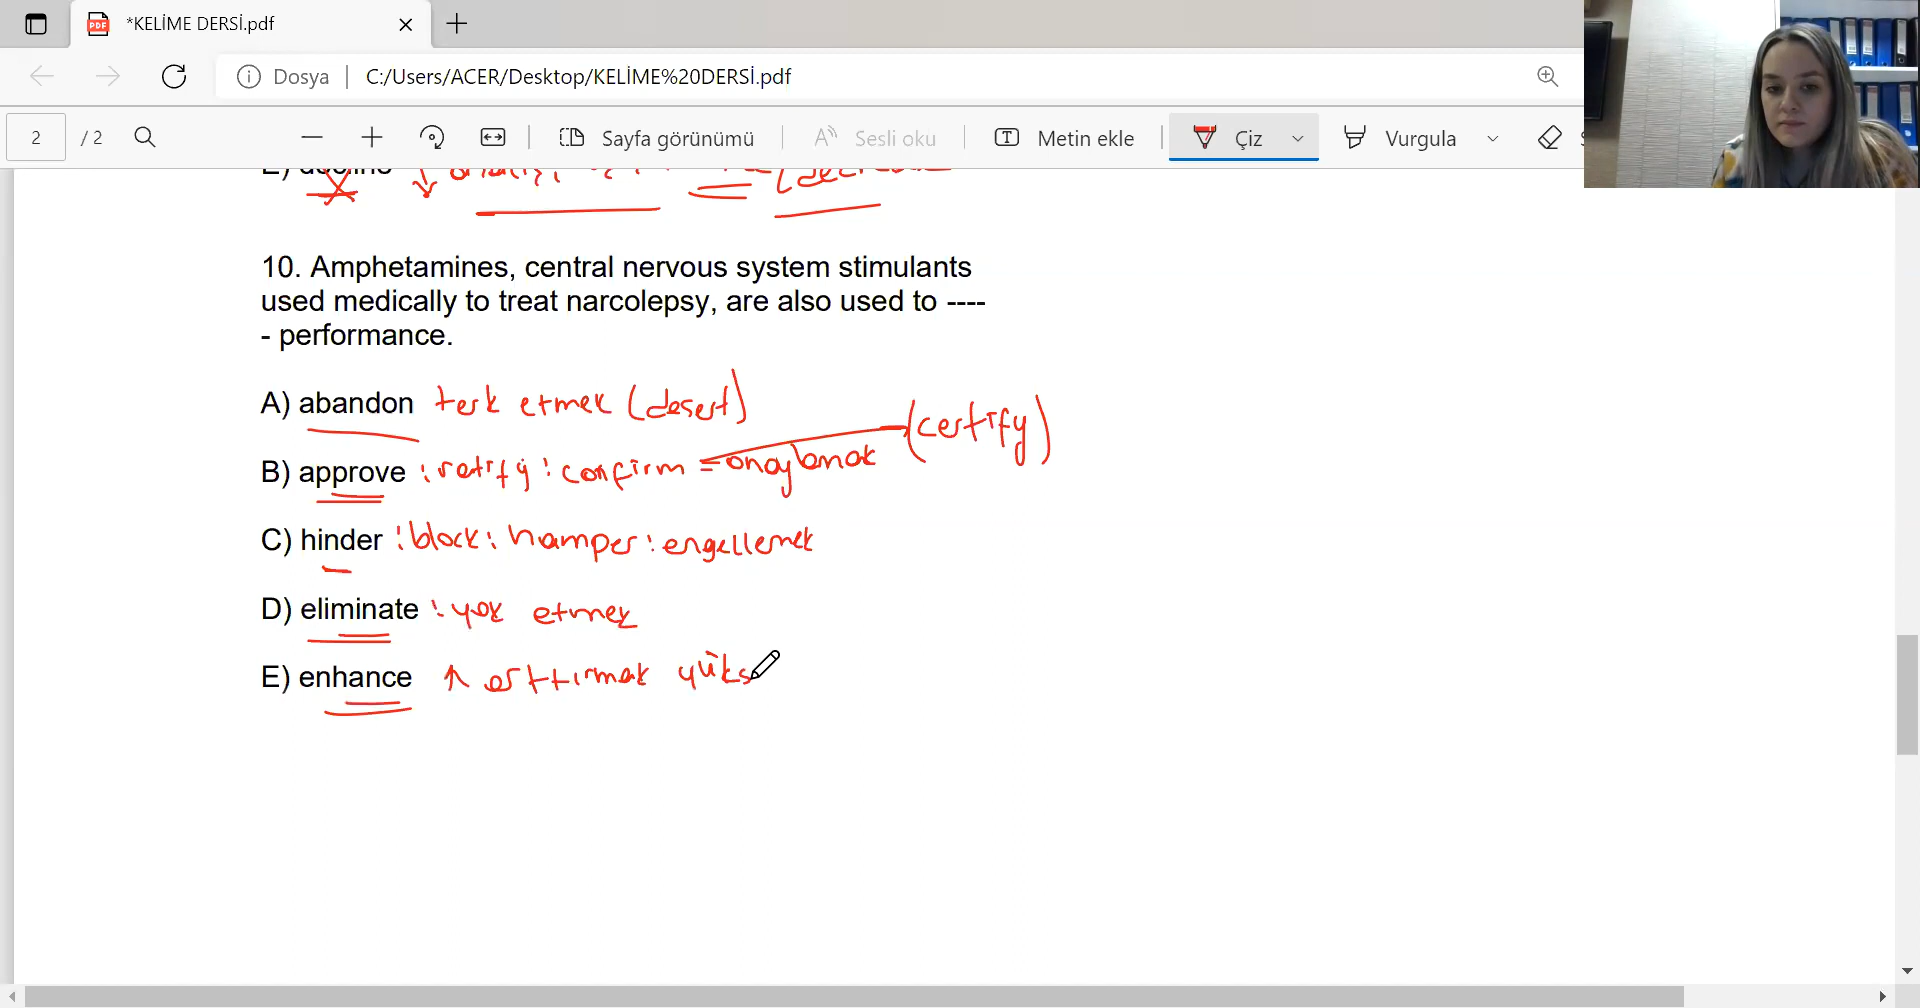 *KELİME DERSİ.pdf
Dosya C:/Users/ACER/Desktop/KELİME%20DERSİ.pdf
2 / 2 Sayfa görünümü Sesli oku Metin ekle Çiz Vurgula
10. Amphetamines, central nervous system stimulants
used medically to treat narcolepsy, are also used to ----
- performance.
A) abandon terk etmek (desert)
(certify)
B) approve : ratify : confirm = onaylamak
C) hinder : block : hamper : engellemek
D) eliminate : yok etmek
E) enhance ↑ arttırmak yüks